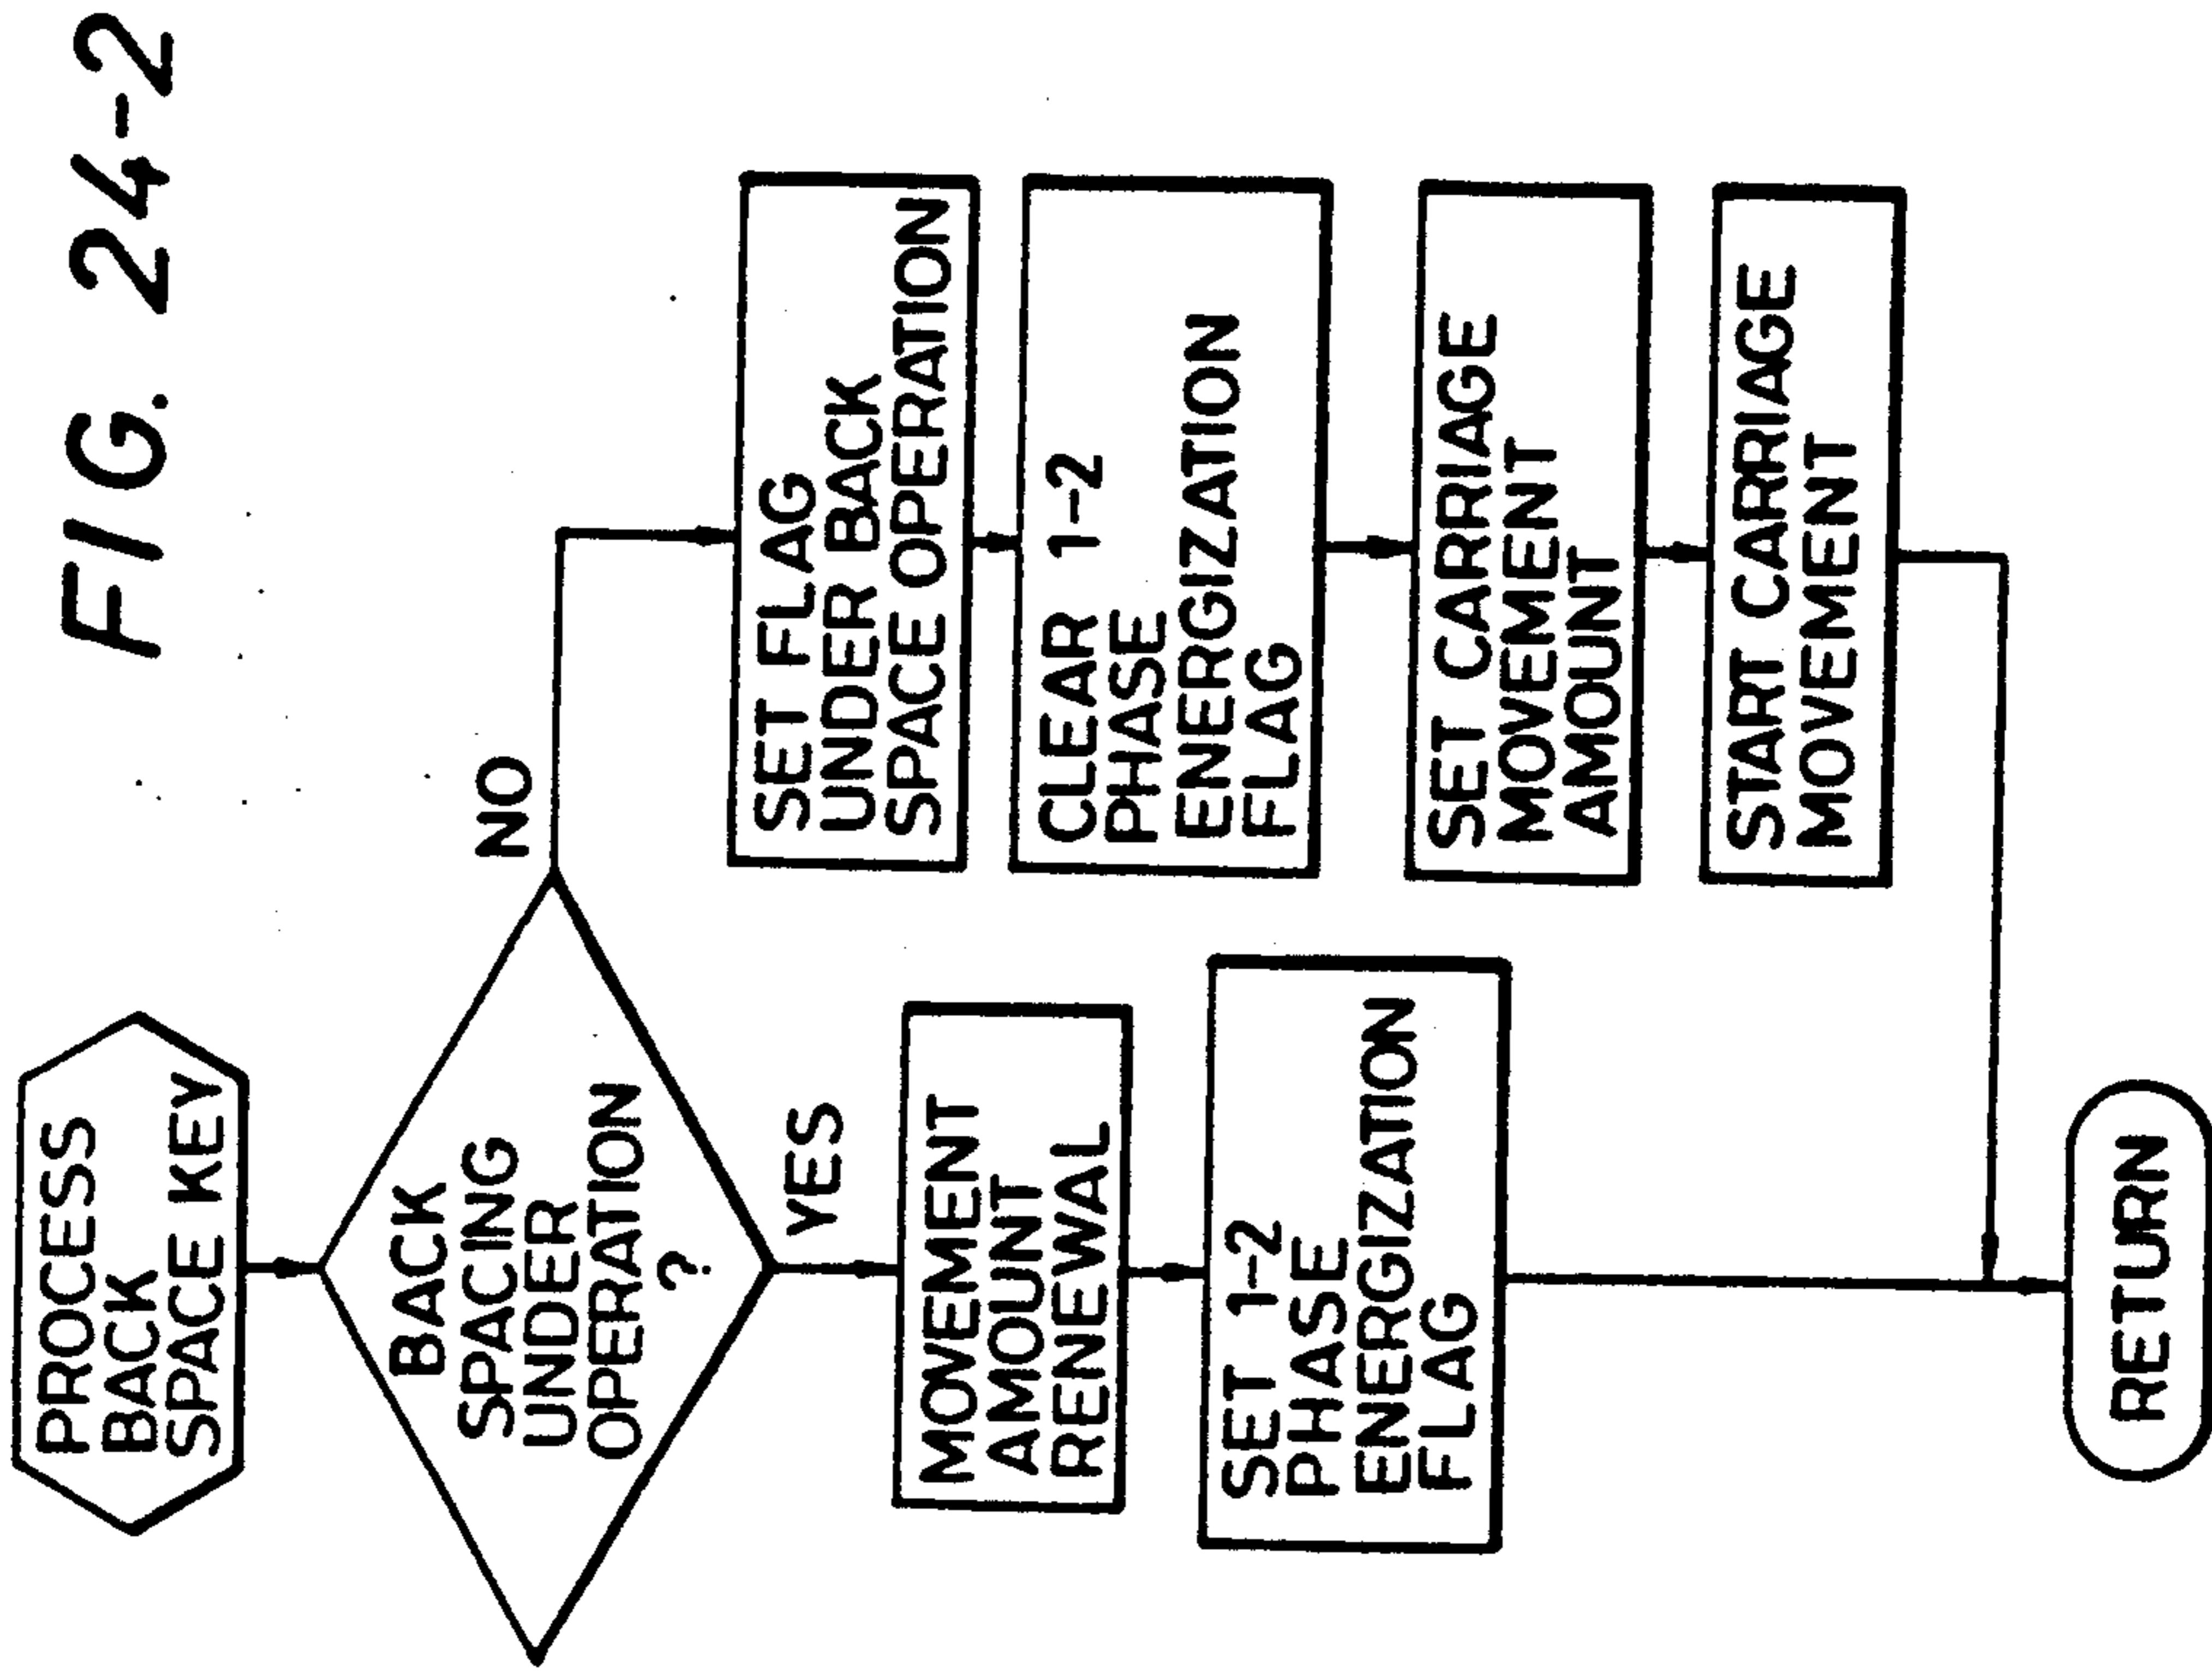 FIG. 24-2
PROCESS
BACK
SPACE KEY
BACK
SPACING
UNDER
OPERATION
?
NO
YES
MOVEMENT
AMOUNT
RENEWAL
SET 1-2
PHASE
ENERGIZATION
FLAG
SET FLAG
UNDER BACK
SPACE OPERATION
CLEAR 1-2
PHASE
ENERGIZATION
FLAG
SET CARRIAGE
MOVEMENT
AMOUNT
START CARRIAGE
MOVEMENT
RETURN